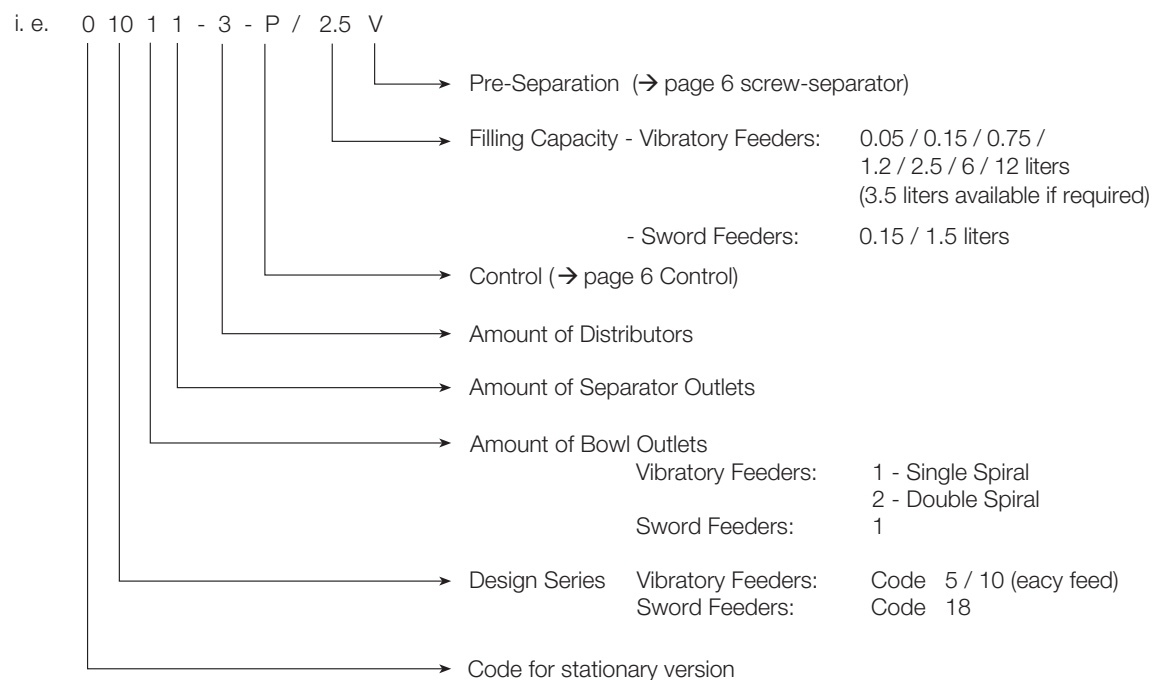 i. e. 0 10 1 1 - 3 - P / 2.5 V
Pre-Separation (→ page 6 screw-separator)
Filling Capacity - Vibratory Feeders: 0.05 / 0.15 / 0.75 /
1.2 / 2.5 / 6 / 12 liters
(3.5 liters available if required)
- Sword Feeders: 0.15 / 1.5 liters
Control (→ page 6 Control)
Amount of Distributors
Amount of Separator Outlets
Amount of Bowl Outlets
Vibratory Feeders: 1 - Single Spiral
2 - Double Spiral
Sword Feeders: 1
Design Series Vibratory Feeders: Code 5 / 10 (eacy feed)
Sword Feeders: Code 18
Code for stationary version